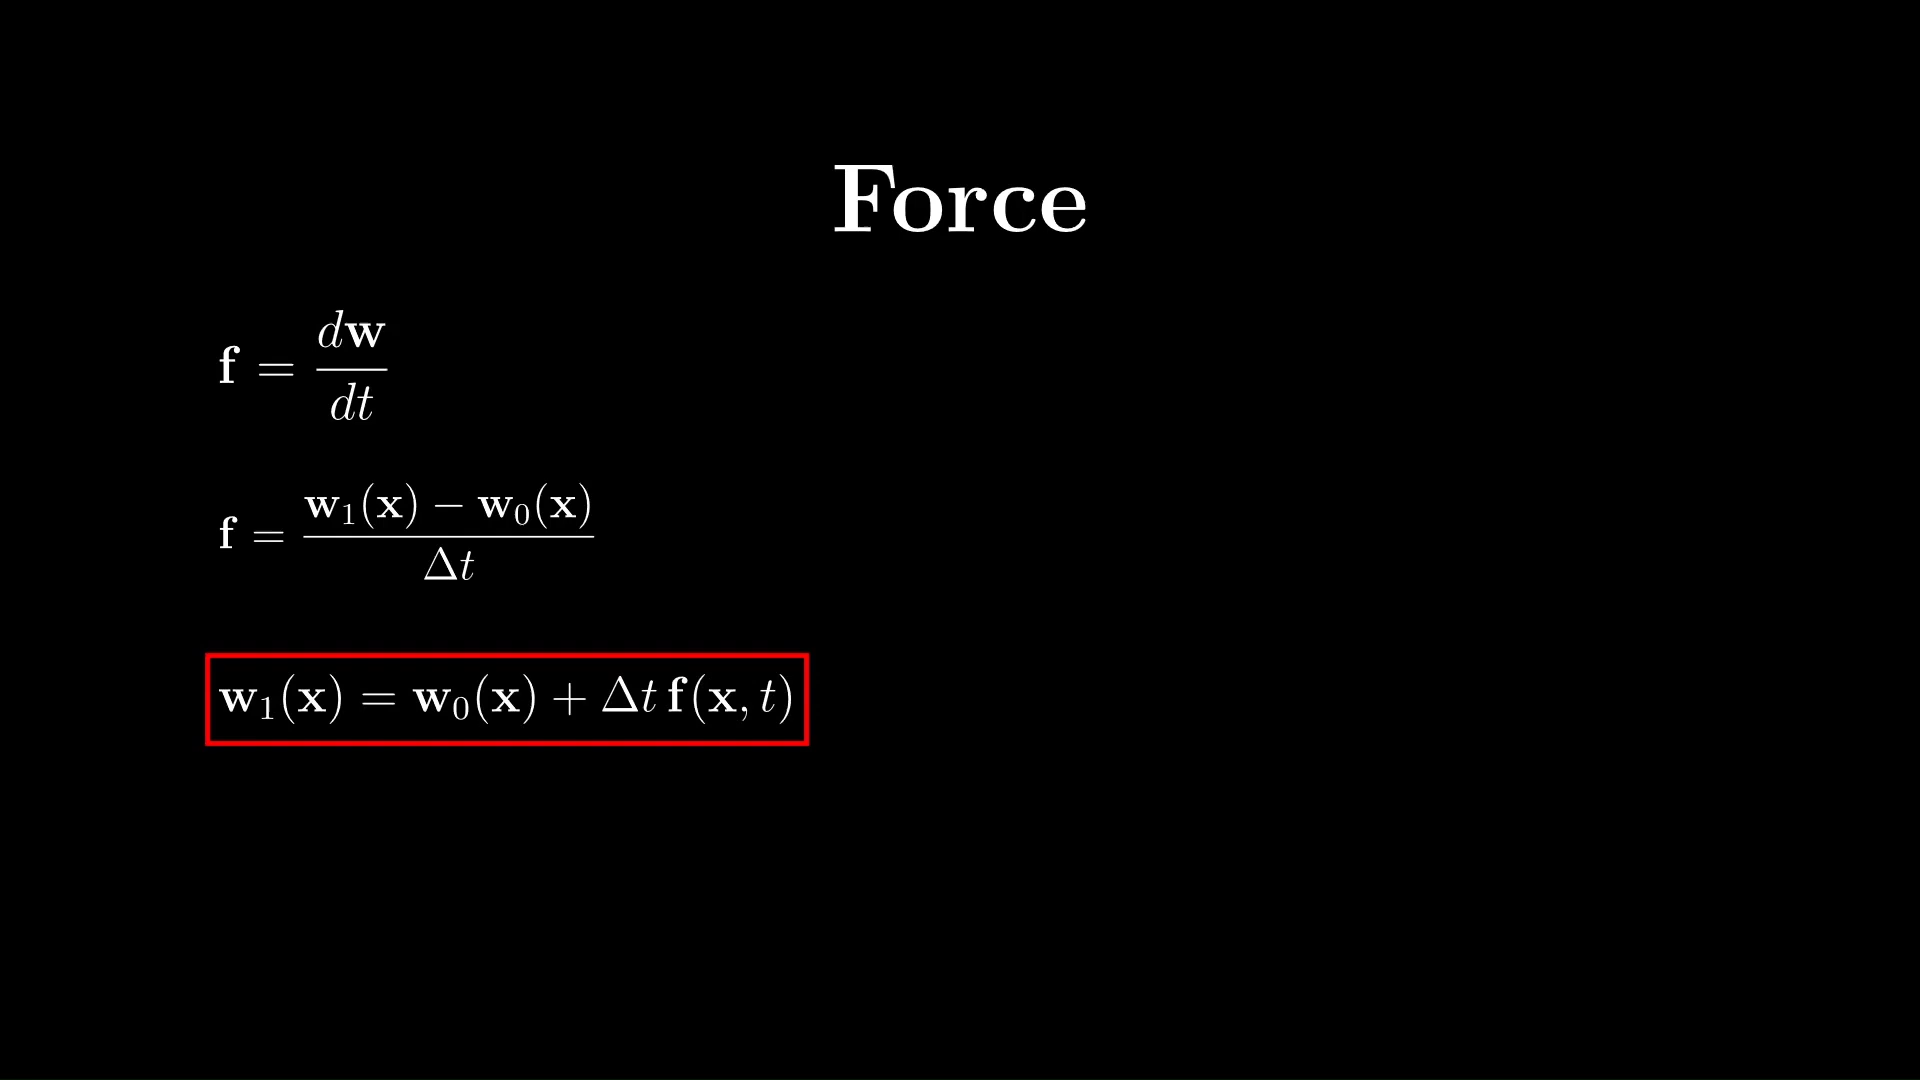 Force
𝐟 = d𝐰/dt
𝐟 = (𝐰₁(𝐱) − 𝐰₀(𝐱))/Δt
𝐰₁(𝐱) = 𝐰₀(𝐱) + Δt 𝐟(𝐱, t)